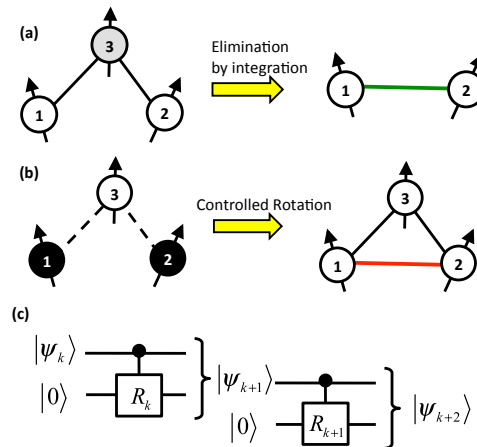 (a)
3
1
2
Elimination
by integration
1
2
(b)
3
1
2
Controlled Rotation
3
1
2
(c)
|ψ_k⟩
|0⟩
R_k
|ψ_{k+1}⟩
|0⟩
R_{k+1}
|ψ_{k+2}⟩